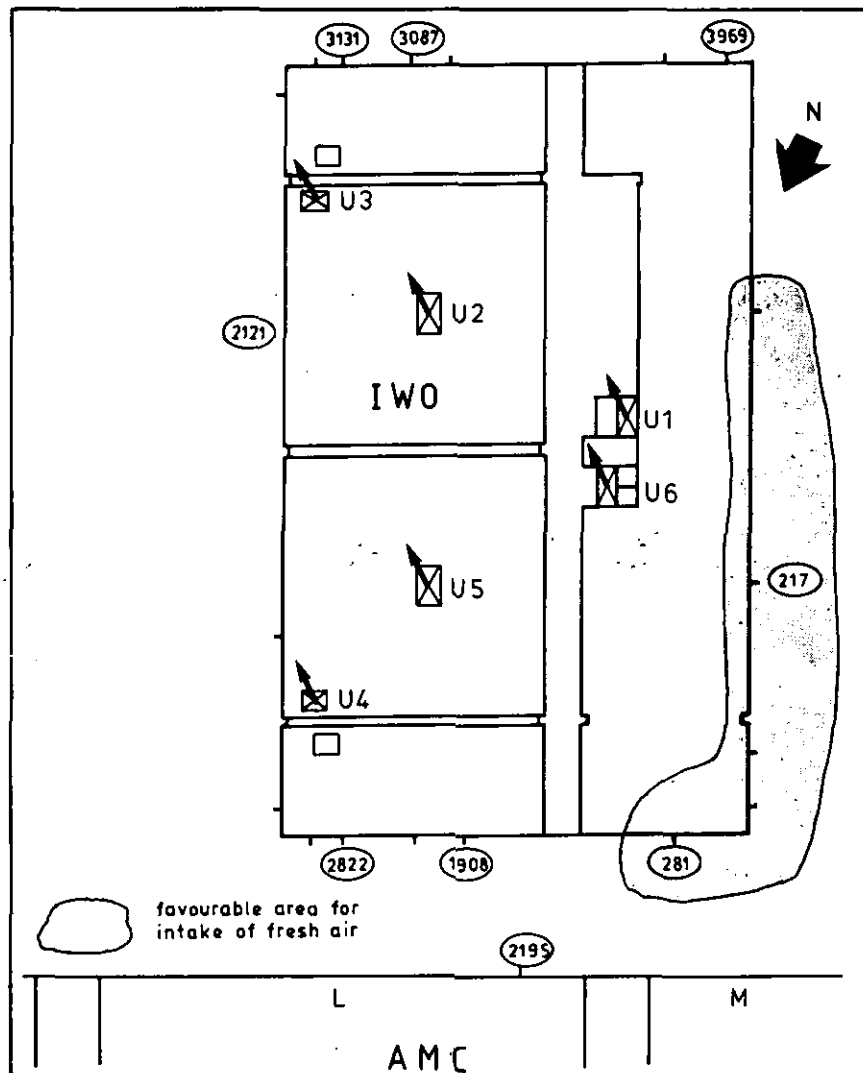 3131
3087
3969
N
U3
U2
2121
IWO
U1
U6
U5
217
U4
2822
1908
281
favourable area for
intake of fresh air
2195
L
M
AMC